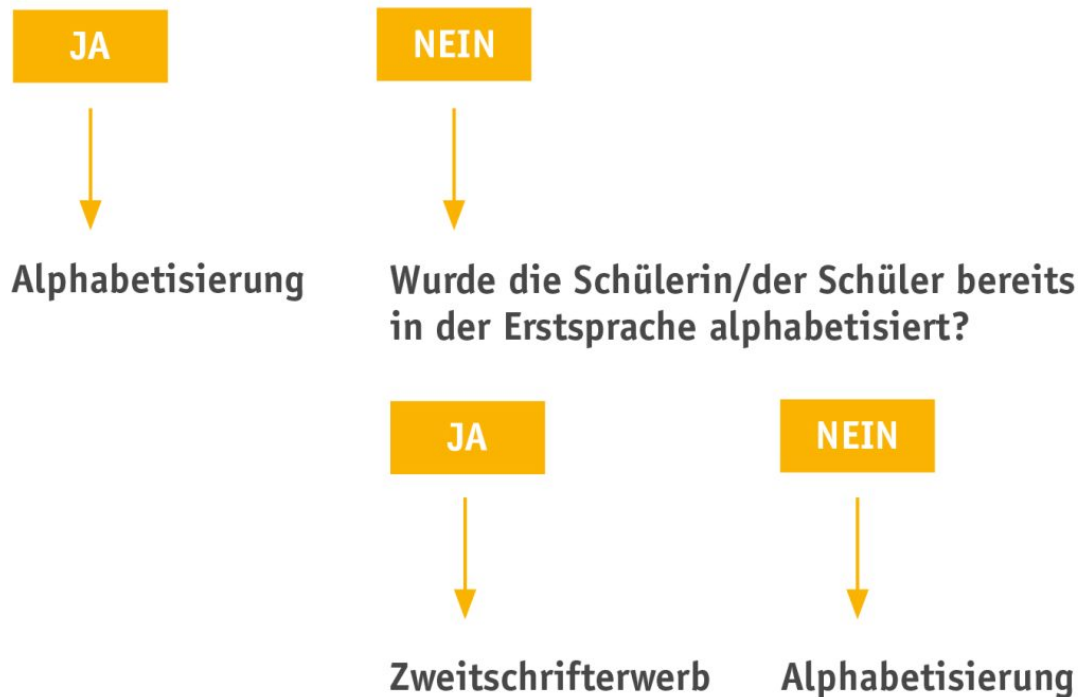 JA
NEIN
Alphabetisierung
Wurde die Schülerin/der Schüler bereits
in der Erstsprache alphabetisiert?
JA
NEIN
Zweitschrifterwerb
Alphabetisierung